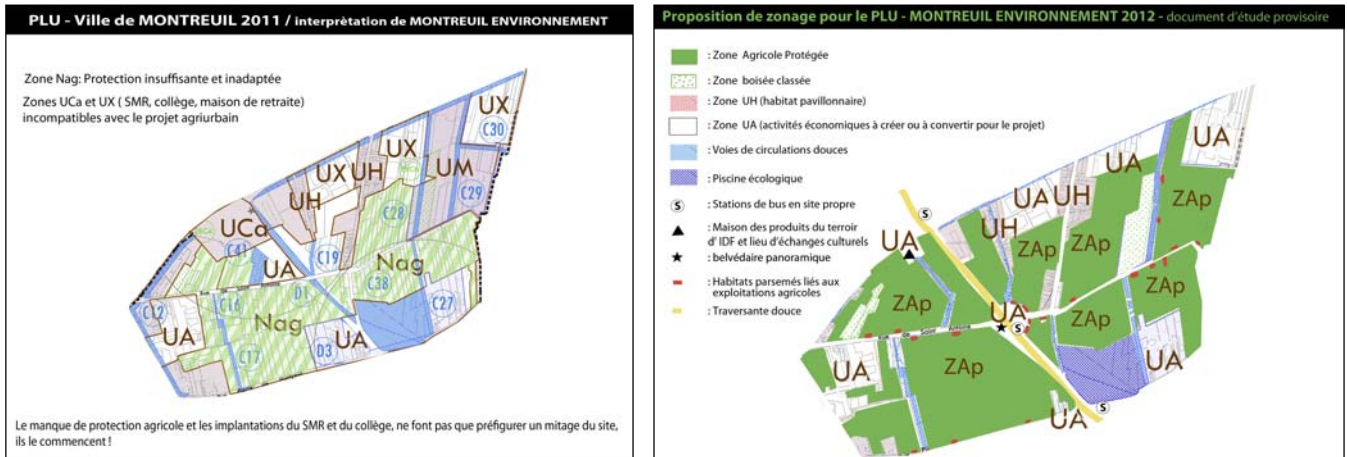 PLU - Ville de MONTREUIL 2011 / interprètation de MONTREUIL ENVIRONNEMENT
Zone Nag: Protection insuffisante et inadaptée
Zones UCa et UX ( SMR, collège, maison de retraite)
incompatibles avec le projet agriurbain
UX
C30
UX
UX UH
UM
C29
UH
C28
UCa
C41
UA
C19
Nag
C38
D1
C12
C16
C27
UA
Nag
UA
D3
C17
Le manque de protection agricole et les implantations du SMR et du collège, ne font pas que préfigurer un mitage du site,
ils le commencent !
Proposition de zonage pour le PLU - MONTREUIL ENVIRONNEMENT 2012 - document d'étude provisoire
: Zone Agricole Protégée
: Zone boisée classée
: Zone UH (habitat pavillonnaire)
: Zone UA (activités économiques à créer ou à convertir pour le projet)
: Voies de circulations douces
: Piscine écologique
S : Stations de bus en site propre
: Maison des produits du terroir
d' IDF et lieu d'échanges culturels
: belvédaire panoramique
: Habitats parsemés liés aux
exploitations agricoles
: Traversante douce
UA
UA
ZAp
S
UA UH
UH
UA
ZAp
ZAp
ZAp
ZAp
UA
S
ZAp
Rue de Saint Antoine
UA
ZAp
UA
UA
S